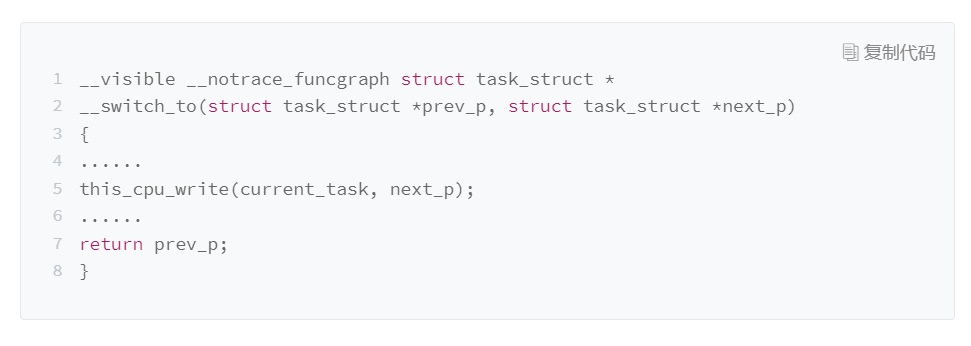 复制代码
1 __visible __notrace_funcgraph struct task_struct *
2 __switch_to(struct task_struct *prev_p, struct task_struct *next_p)
3 {
4 ......
5 this_cpu_write(current_task, next_p);
6 ......
7 return prev_p;
8 }